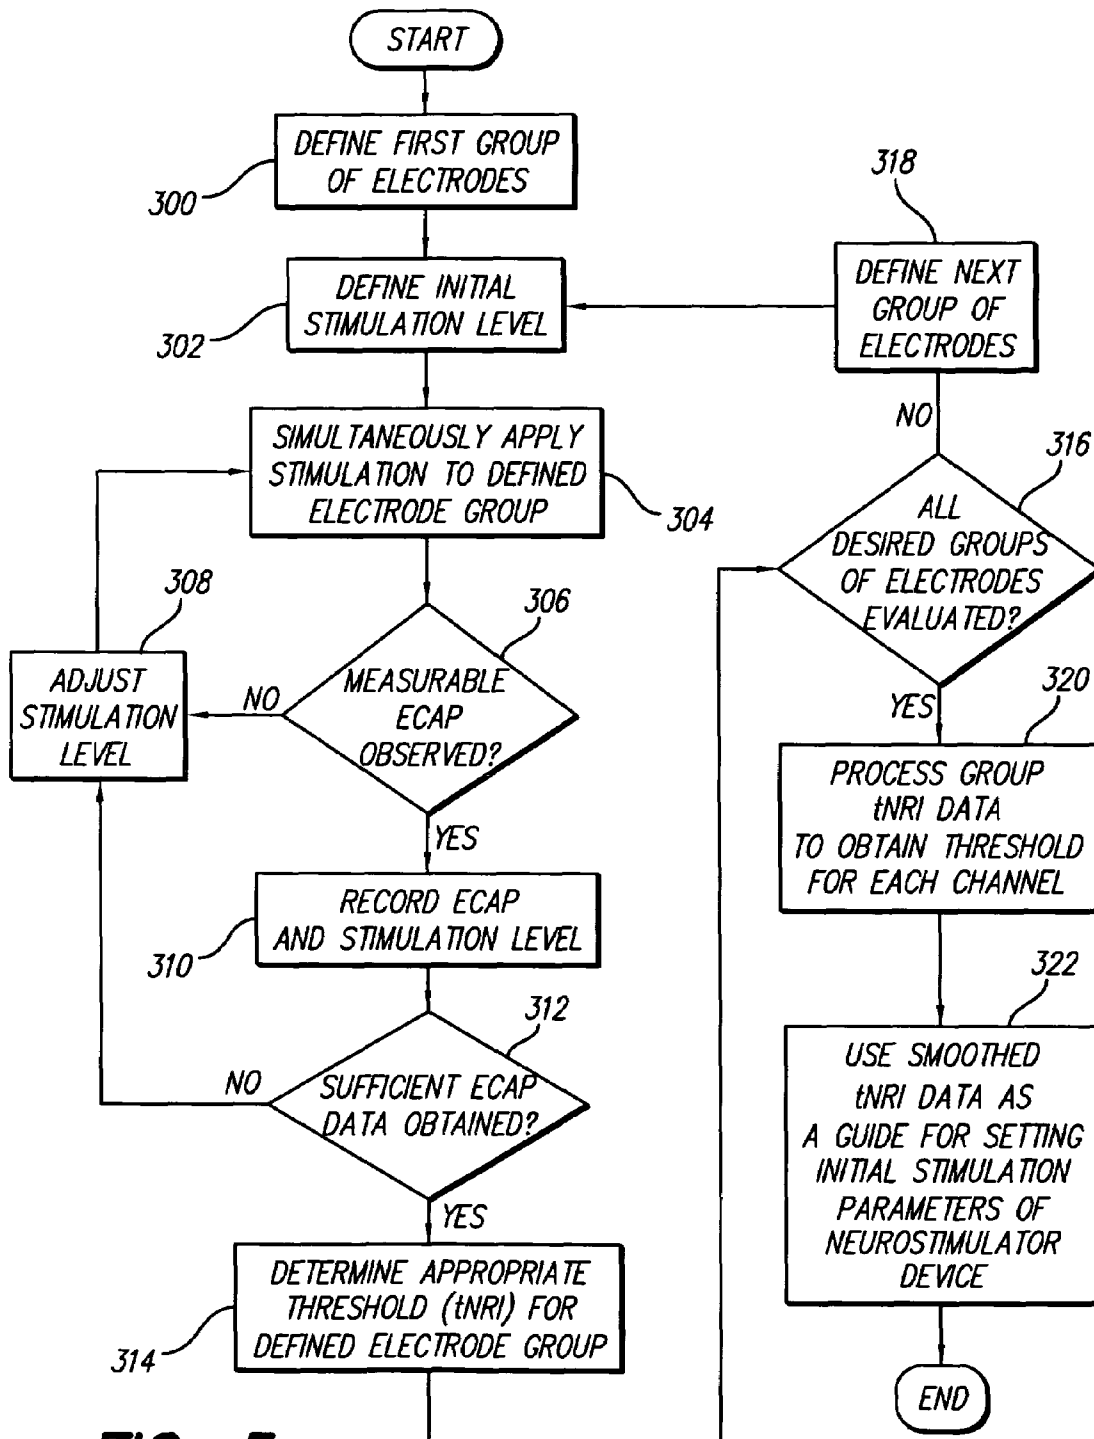 START
DEFINE FIRST GROUP
OF ELECTRODES
300
DEFINE INITIAL
STIMULATION LEVEL
302
SIMULTANEOUSLY APPLY
STIMULATION TO DEFINED
ELECTRODE GROUP
304
306
MEASURABLE
ECAP
OBSERVED?
NO
308
ADJUST
STIMULATION
LEVEL
YES
RECORD ECAP
AND STIMULATION LEVEL
310
312
SUFFICIENT ECAP
DATA OBTAINED?
NO
YES
DETERMINE APPROPRIATE
THRESHOLD (tNRI) FOR
DEFINED ELECTRODE GROUP
314
318
DEFINE NEXT
GROUP OF
ELECTRODES
NO
316
ALL
DESIRED GROUPS
OF ELECTRODES
EVALUATED?
YES
320
PROCESS GROUP
tNRI DATA
TO OBTAIN THRESHOLD
FOR EACH CHANNEL
322
USE SMOOTHED
tNRI DATA AS
A GUIDE FOR SETTING
INITIAL STIMULATION
PARAMETERS OF
NEUROSTIMULATOR
DEVICE
END